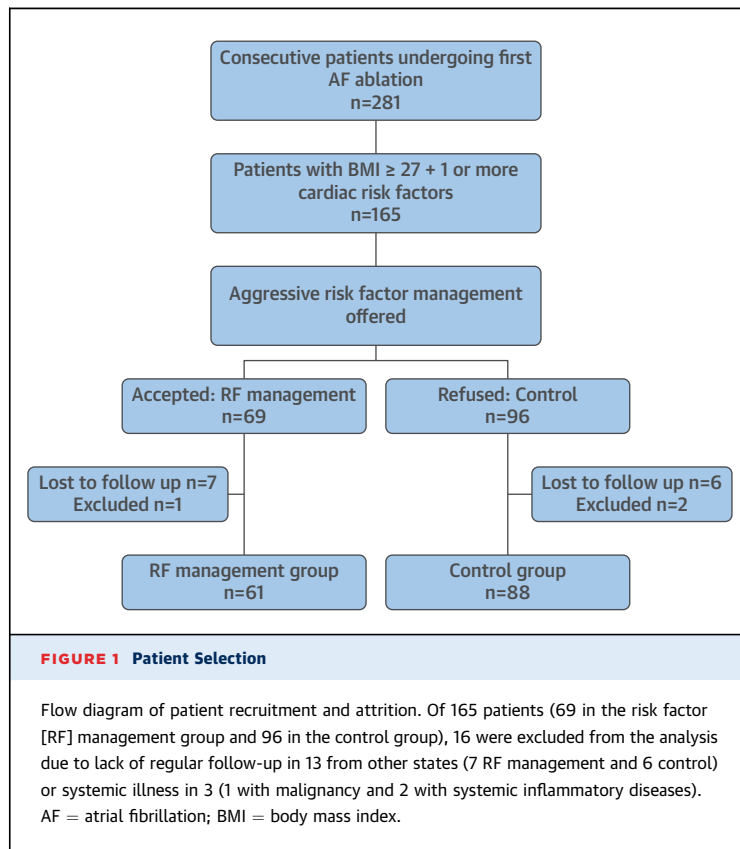 Consecutive patients undergoing first
AF ablation
n=281
Patients with BMI ≥ 27 + 1 or more
cardiac risk factors
n=165
Aggressive risk factor management
offered
Accepted: RF management
n=69
Refused: Control
n=96
Lost to follow up n=7
Excluded n=1
Lost to follow up n=6
Excluded n=2
RF management group
n=61
Control group
n=88
FIGURE 1 Patient Selection
Flow diagram of patient recruitment and attrition. Of 165 patients (69 in the risk factor
[RF] management group and 96 in the control group), 16 were excluded from the analysis
due to lack of regular follow-up in 13 from other states (7 RF management and 6 control)
or systemic illness in 3 (1 with malignancy and 2 with systemic inflammatory diseases).
AF = atrial fibrillation; BMI = body mass index.